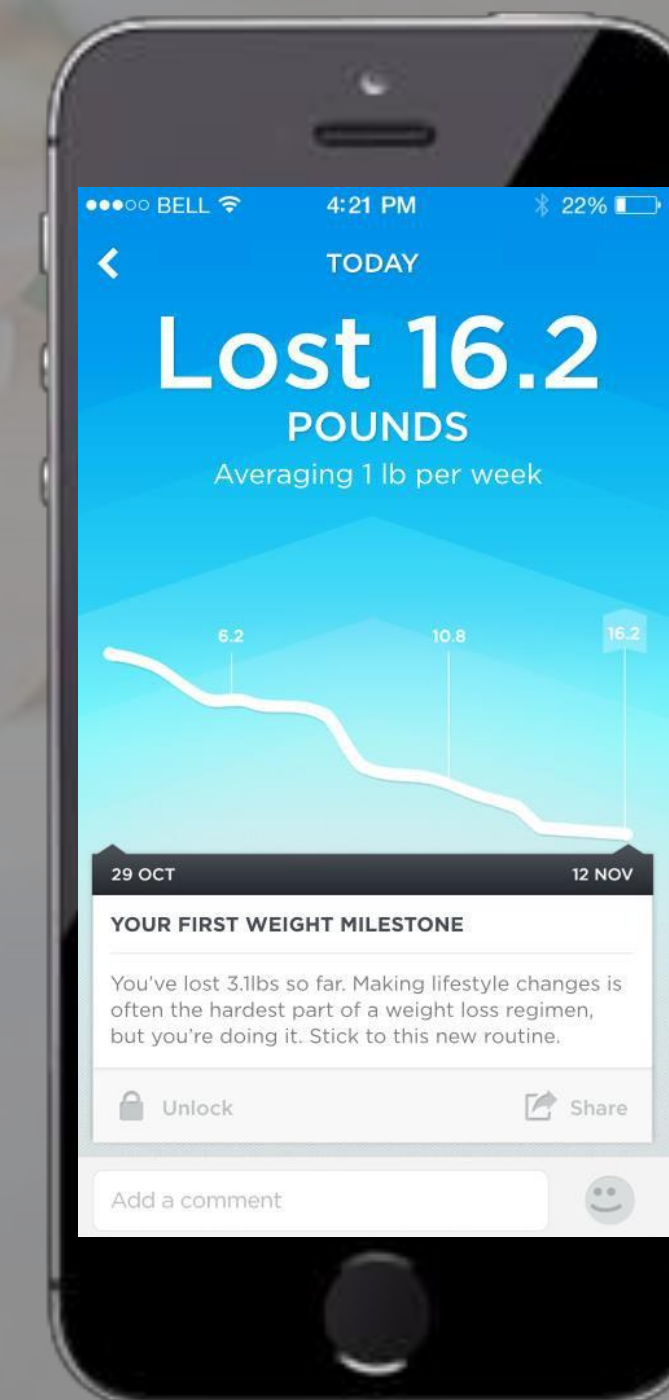 BELL 4:21 PM 22%
TODAY
Lost 16.2
POUNDS
Averaging 1 lb per week
6.2 10.8 16.2
29 OCT 12 NOV
YOUR FIRST WEIGHT MILESTONE
You've lost 3.1lbs so far. Making lifestyle changes is
often the hardest part of a weight loss regimen,
but you're doing it. Stick to this new routine.
Unlock Share
Add a comment